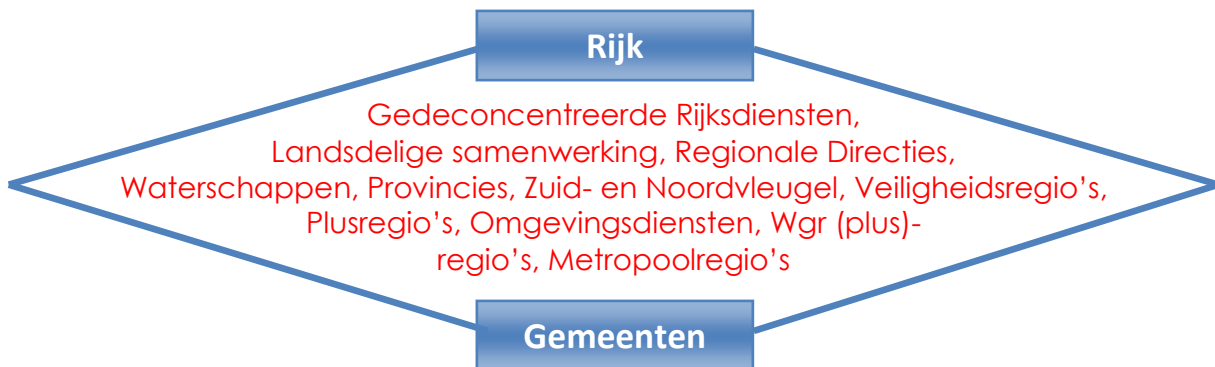 Rijk
Gedeconcentreerde Rijksdiensten,
Landsdelige samenwerking, Regionale Directies,
Waterschappen, Provincies, Zuid- en Noordvleugel, Veiligheidsregio’s,
Plusregio’s, Omgevingsdiensten, Wgr (plus)-
regio’s, Metropoolregio’s
Gemeenten